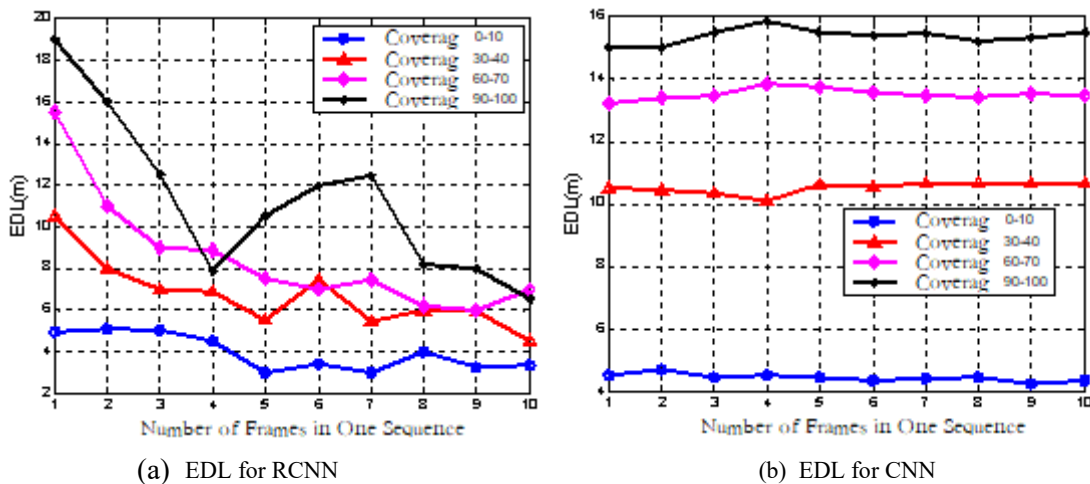 20
18
16
14
12
10
8
6
4
2
EDL(m)
Coverag 0-10
Coverag 30-40
Coverag 60-70
Coverag 90-100
1 2 3 4 5 6 7 8 9 10
Number of Frames in One Sequence
(a) EDL for RCNN
16
14
12
10
8
6
4
EDL(m)
Coverag 0-10
Coverag 30-40
Coverag 60-70
Coverag 90-100
1 2 3 4 5 6 7 8 9 10
Number of Frames in One Sequence
(b) EDL for CNN